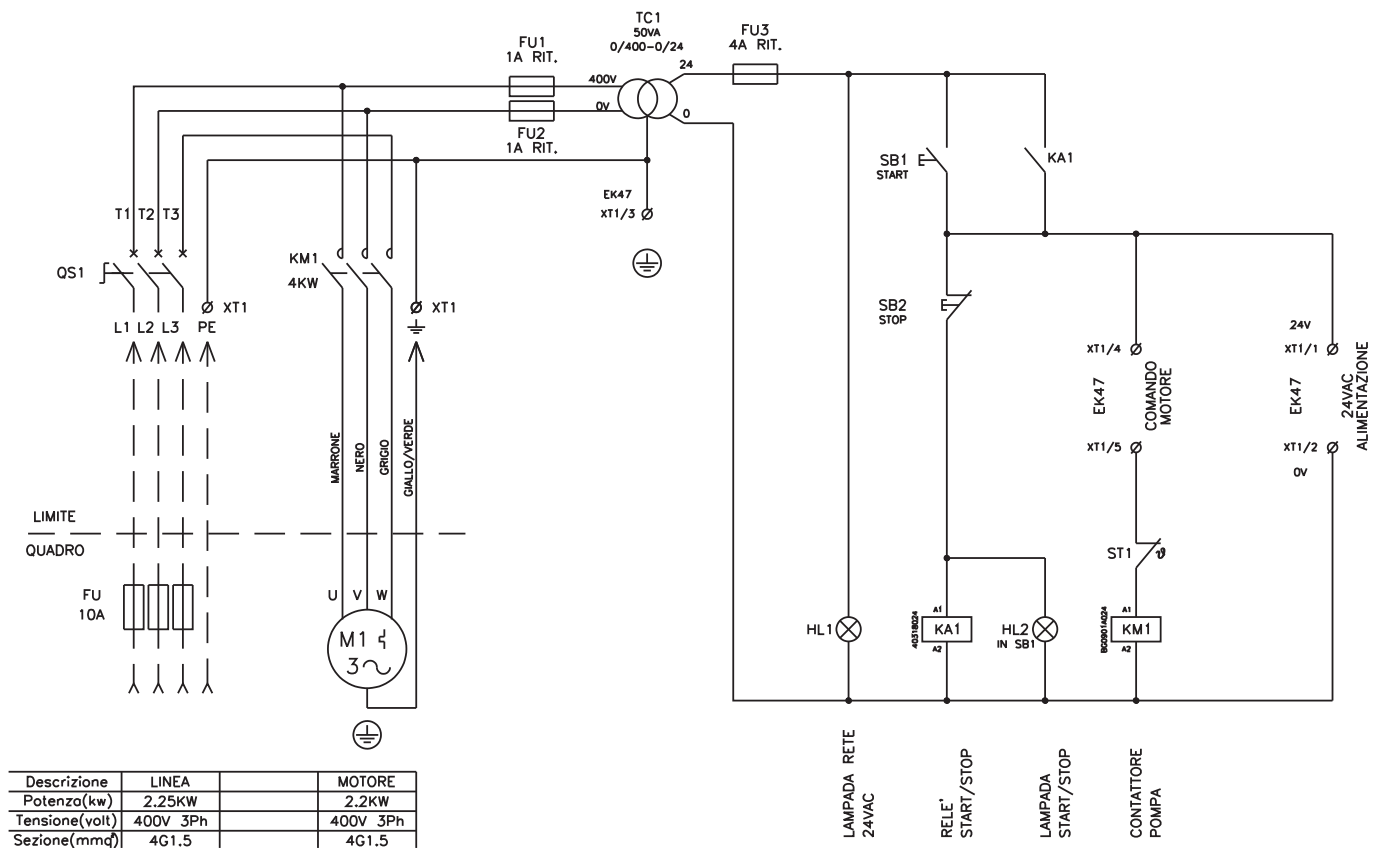 TC1
50VA
0/400-0/24
FU1
1A RIT.
FU3
4A RIT.
400V
0V
24
0
FU2
1A RIT.
SB1
START
KA1
EK47
XT1/3
T1 T2 T3
QS1
KM1
4KW
XT1
XT1
L1 L2 L3 PE
SB2
STOP
24V
XT1/4
XT1/1
EK47
COMANDO
MOTORE
EK47
24VAC
ALIMENTAZIONE
XT1/5
XT1/2
0V
MARRONE
NERO
GRIGIO
GIALLO/VERDE
LIMITE
QUADRO
ST1
FU
10A
U V W
M1
3
HL1
40318024
A1
KA1
A2
HL2
IN SB1
BG0901A024
A1
KM1
A2
LAMPADA RETE
24VAC
RELE'
START/STOP
LAMPADA
START/STOP
CONTATTORE
POMPA
Descrizione LINEA MOTORE
Potenza(kw) 2.25KW 2.2KW
Tensione(volt) 400V 3Ph 400V 3Ph
Sezione(mmq) 4G1.5 4G1.5